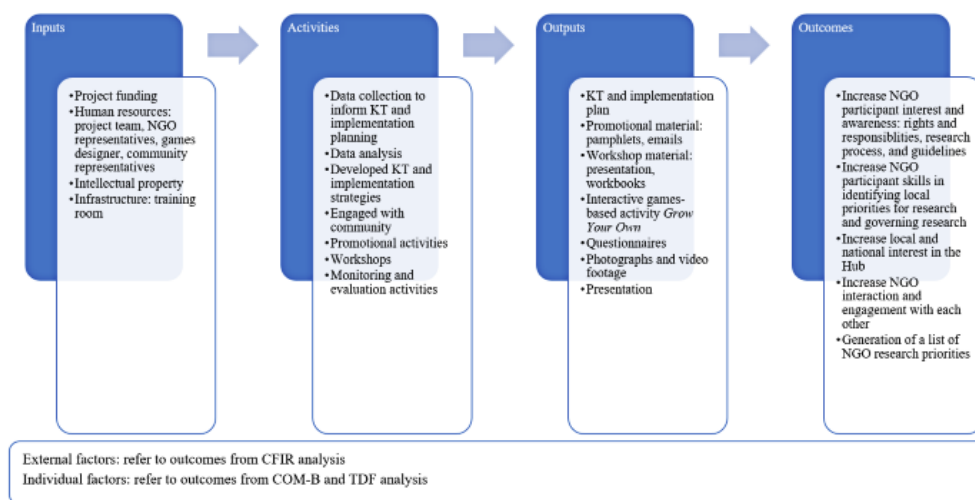 Inputs
•Project funding
•Human resources:
project team, NGO
representatives, games
designer, community
representatives
•Intellectual property
•Infrastructure: training
room
Activities
•Data collection to
inform KT and
implementation
planning
•Data analysis
•Developed KT and
implementation
strategies
•Engaged with
community
•Promotional activities
•Workshops
•Monitoring and
evaluation activities
Outputs
•KT and implementation
plan
•Promotional material:
pamphlets, emails
•Workshop material:
presentation,
workbooks
•Interactive games-
based activity Grow
Your Own
•Questionnaires
•Photographs and video
footage
•Presentation
Outcomes
•Increase NGO
participant interest and
awareness: rights and
responsiblities, research
process, and guidelines
•Increase NGO
participant skills in
identifying local
priorities for research
and governing research
•Increase local and
national interest in the
Hub
•Increase NGO
interaction and
engagement with each
other
•Generation of a list of
NGO research priorities
External factors: refer to outcomes from CFIR analysis
Individual factors: refer to outcomes from COM-B and TDF analysis